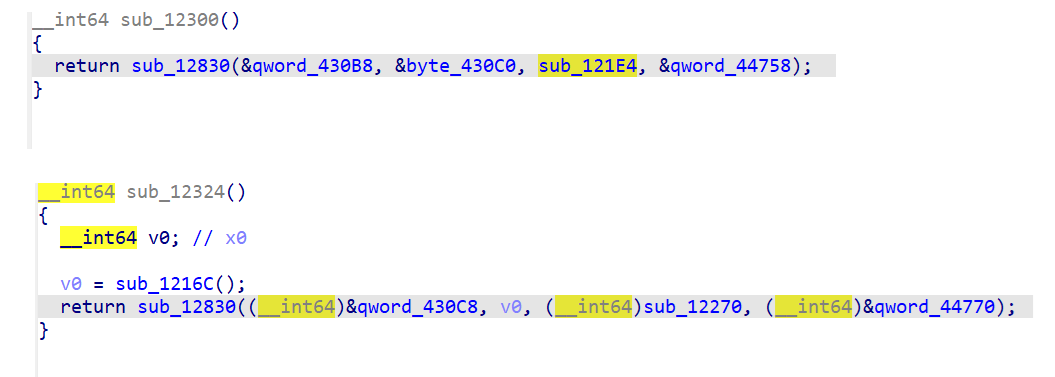 __int64 sub_12300()
{
  return sub_12830(&qword_430B8, &byte_430C0, sub_121E4, &qword_44758);
}
__int64 sub_12324()
{
  __int64 v0; // x0
  v0 = sub_1216C();
  return sub_12830((__int64)&qword_430C8, v0, (__int64)sub_12270, (__int64)&qword_44770);
}